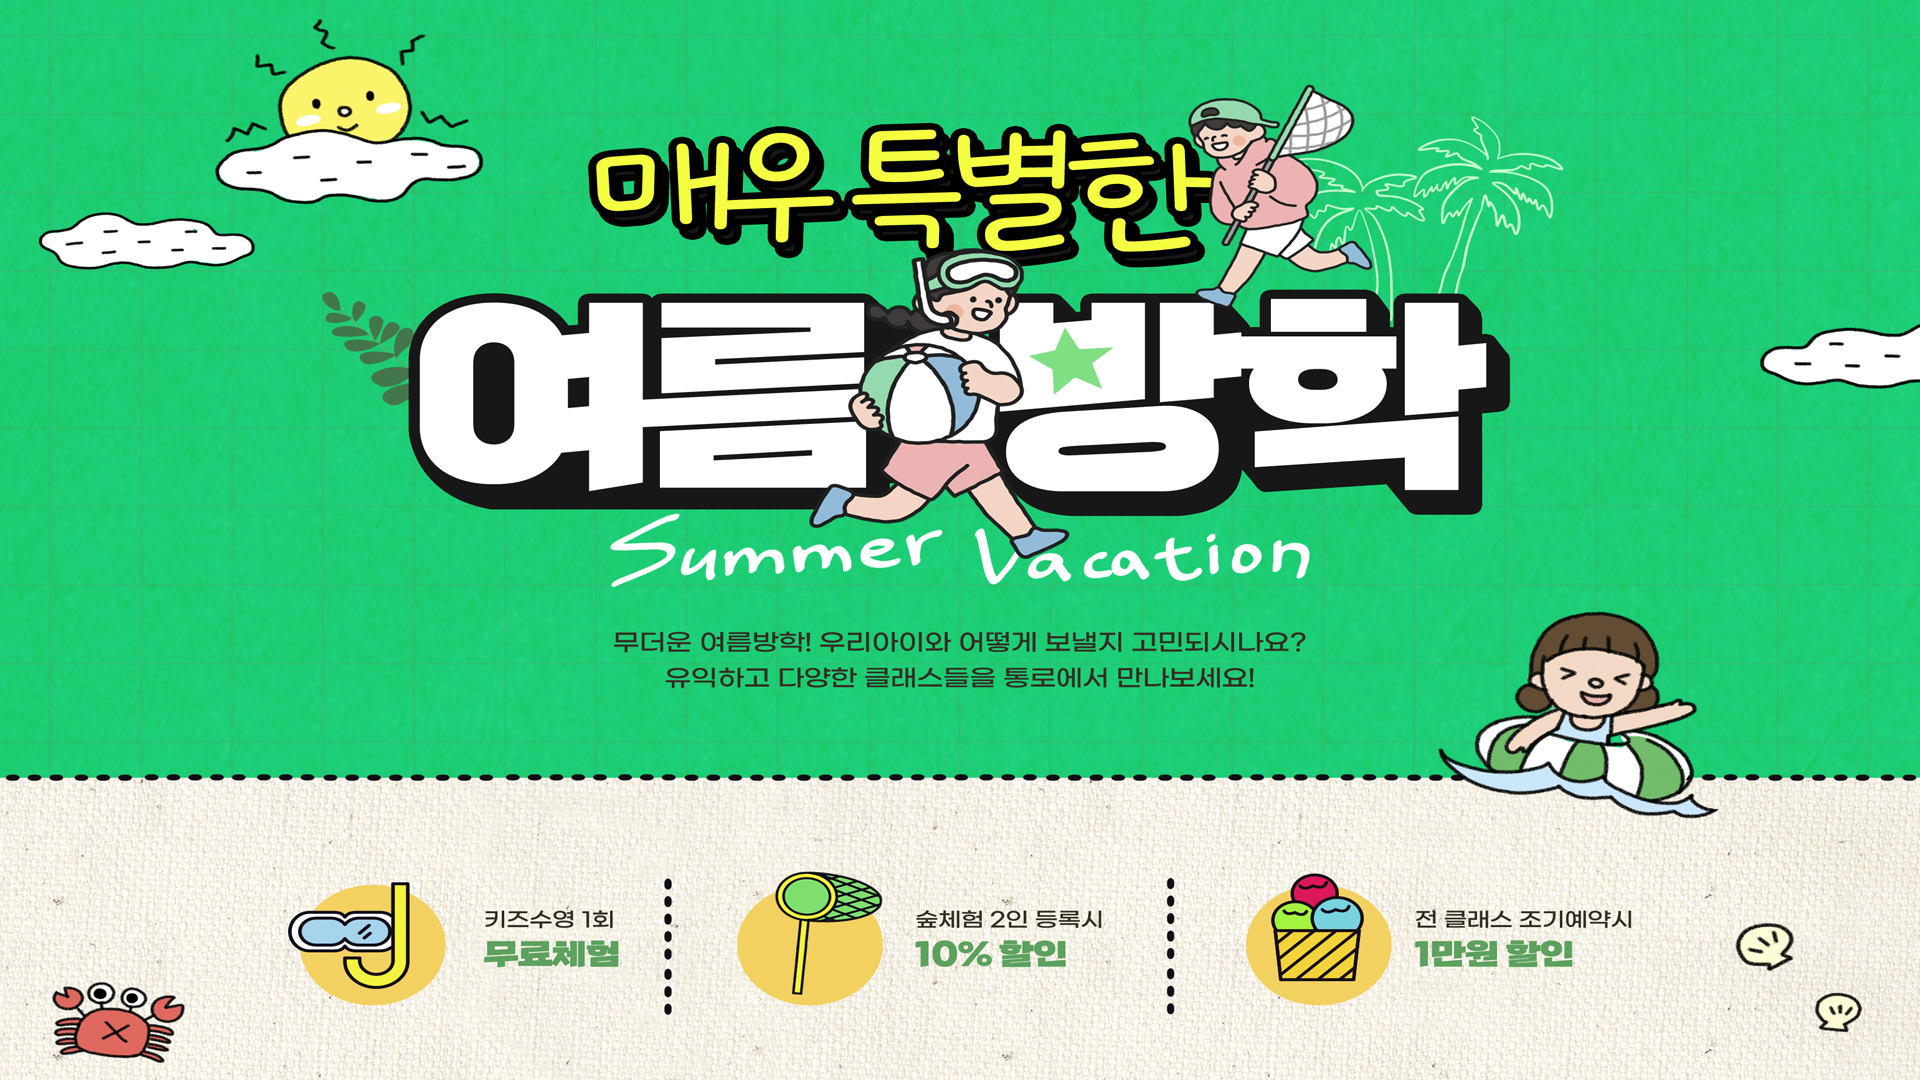 매우 특별한
여름 방학
Summer Vacation
무더운 여름방학! 우리아이와 어떻게 보낼지 고민되시나요?
유익하고 다양한 클래스들을 통로에서 만나보세요!
키즈수영 1회
무료체험
숲체험 2인 등록시
10% 할인
전 클래스 조기예약시
1만원 할인